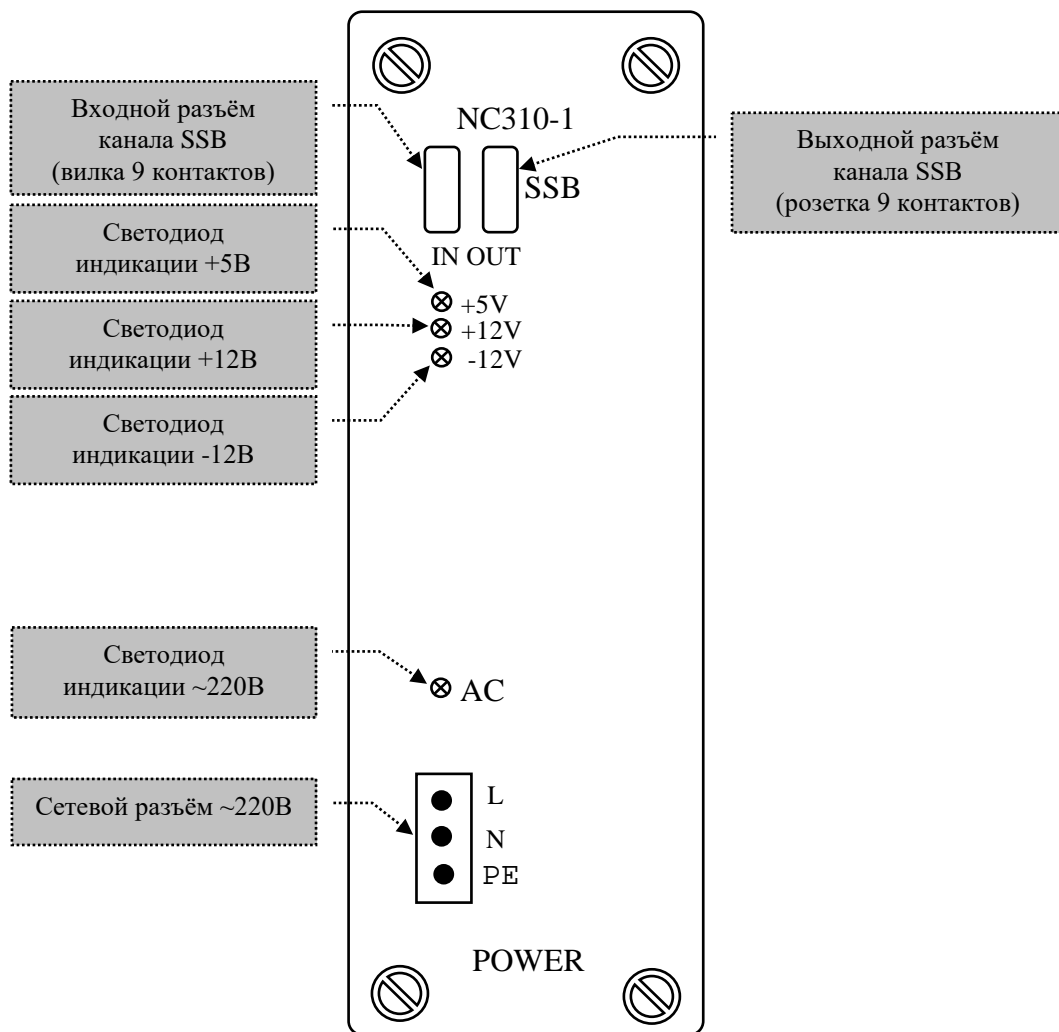 Входной разъём
канала SSB
(вилка 9 контактов)
NC310-1
SSB
IN OUT
Выходной разъём
канала SSB
(розетка 9 контактов)
Светодиод
индикации +5В
+5V
Светодиод
индикации +12В
+12V
Светодиод
индикации -12В
-12V
Светодиод
индикации ~220В
AC
Сетевой разъём ~220В
L
N
PE
POWER